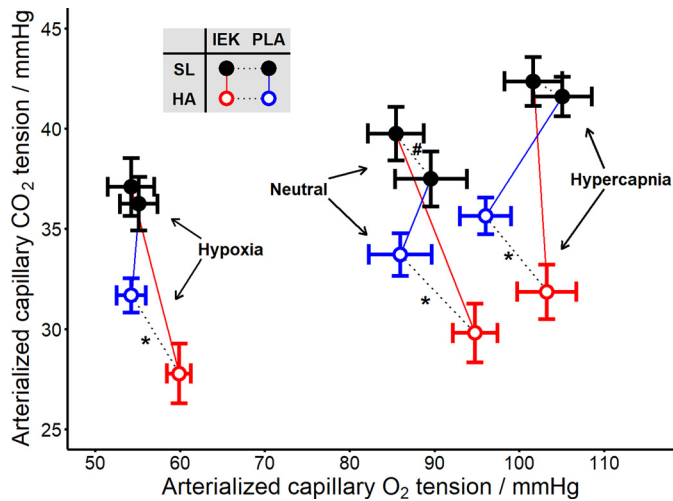 IEK PLA
SL
HA
45
40
35
30
25
Arterialized capillary CO₂ tension / mmHg
#
Neutral
Hypercapnia
Hypoxia
*
*
*
50 60 70 80 90 100 110
Arterialized capillary O₂ tension / mmHg